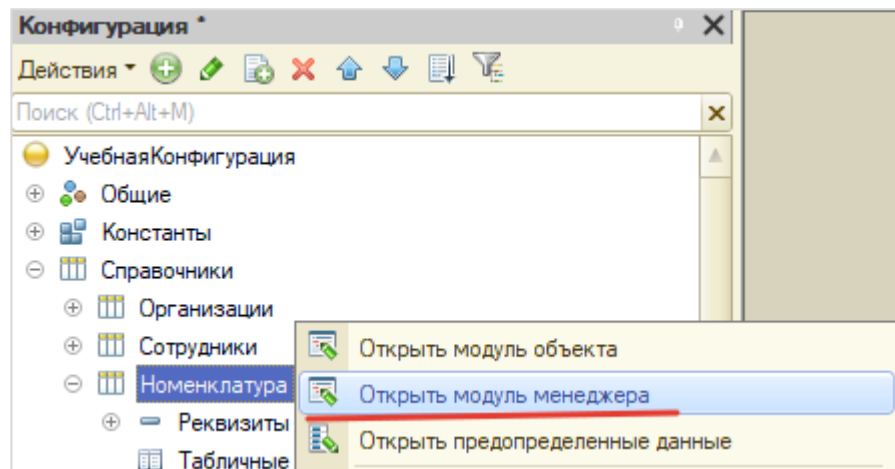 Конфигурация *
Действия
Поиск (Ctrl+Alt+M)
УчебнаяКонфигурация
Общие
Константы
Справочники
Организации
Сотрудники
Открыть модуль объекта
Номенклатура
Открыть модуль менеджера
Реквизиты
Открыть предопределенные данные
Табличные